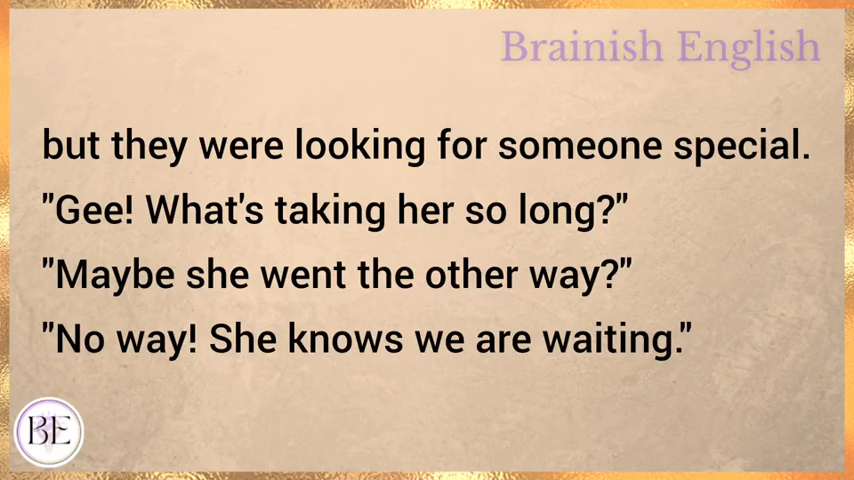 Brainish English
but they were looking for someone special.
"Gee! What's taking her so long?"
"Maybe she went the other way?"
"No way! She knows we are waiting."
BE